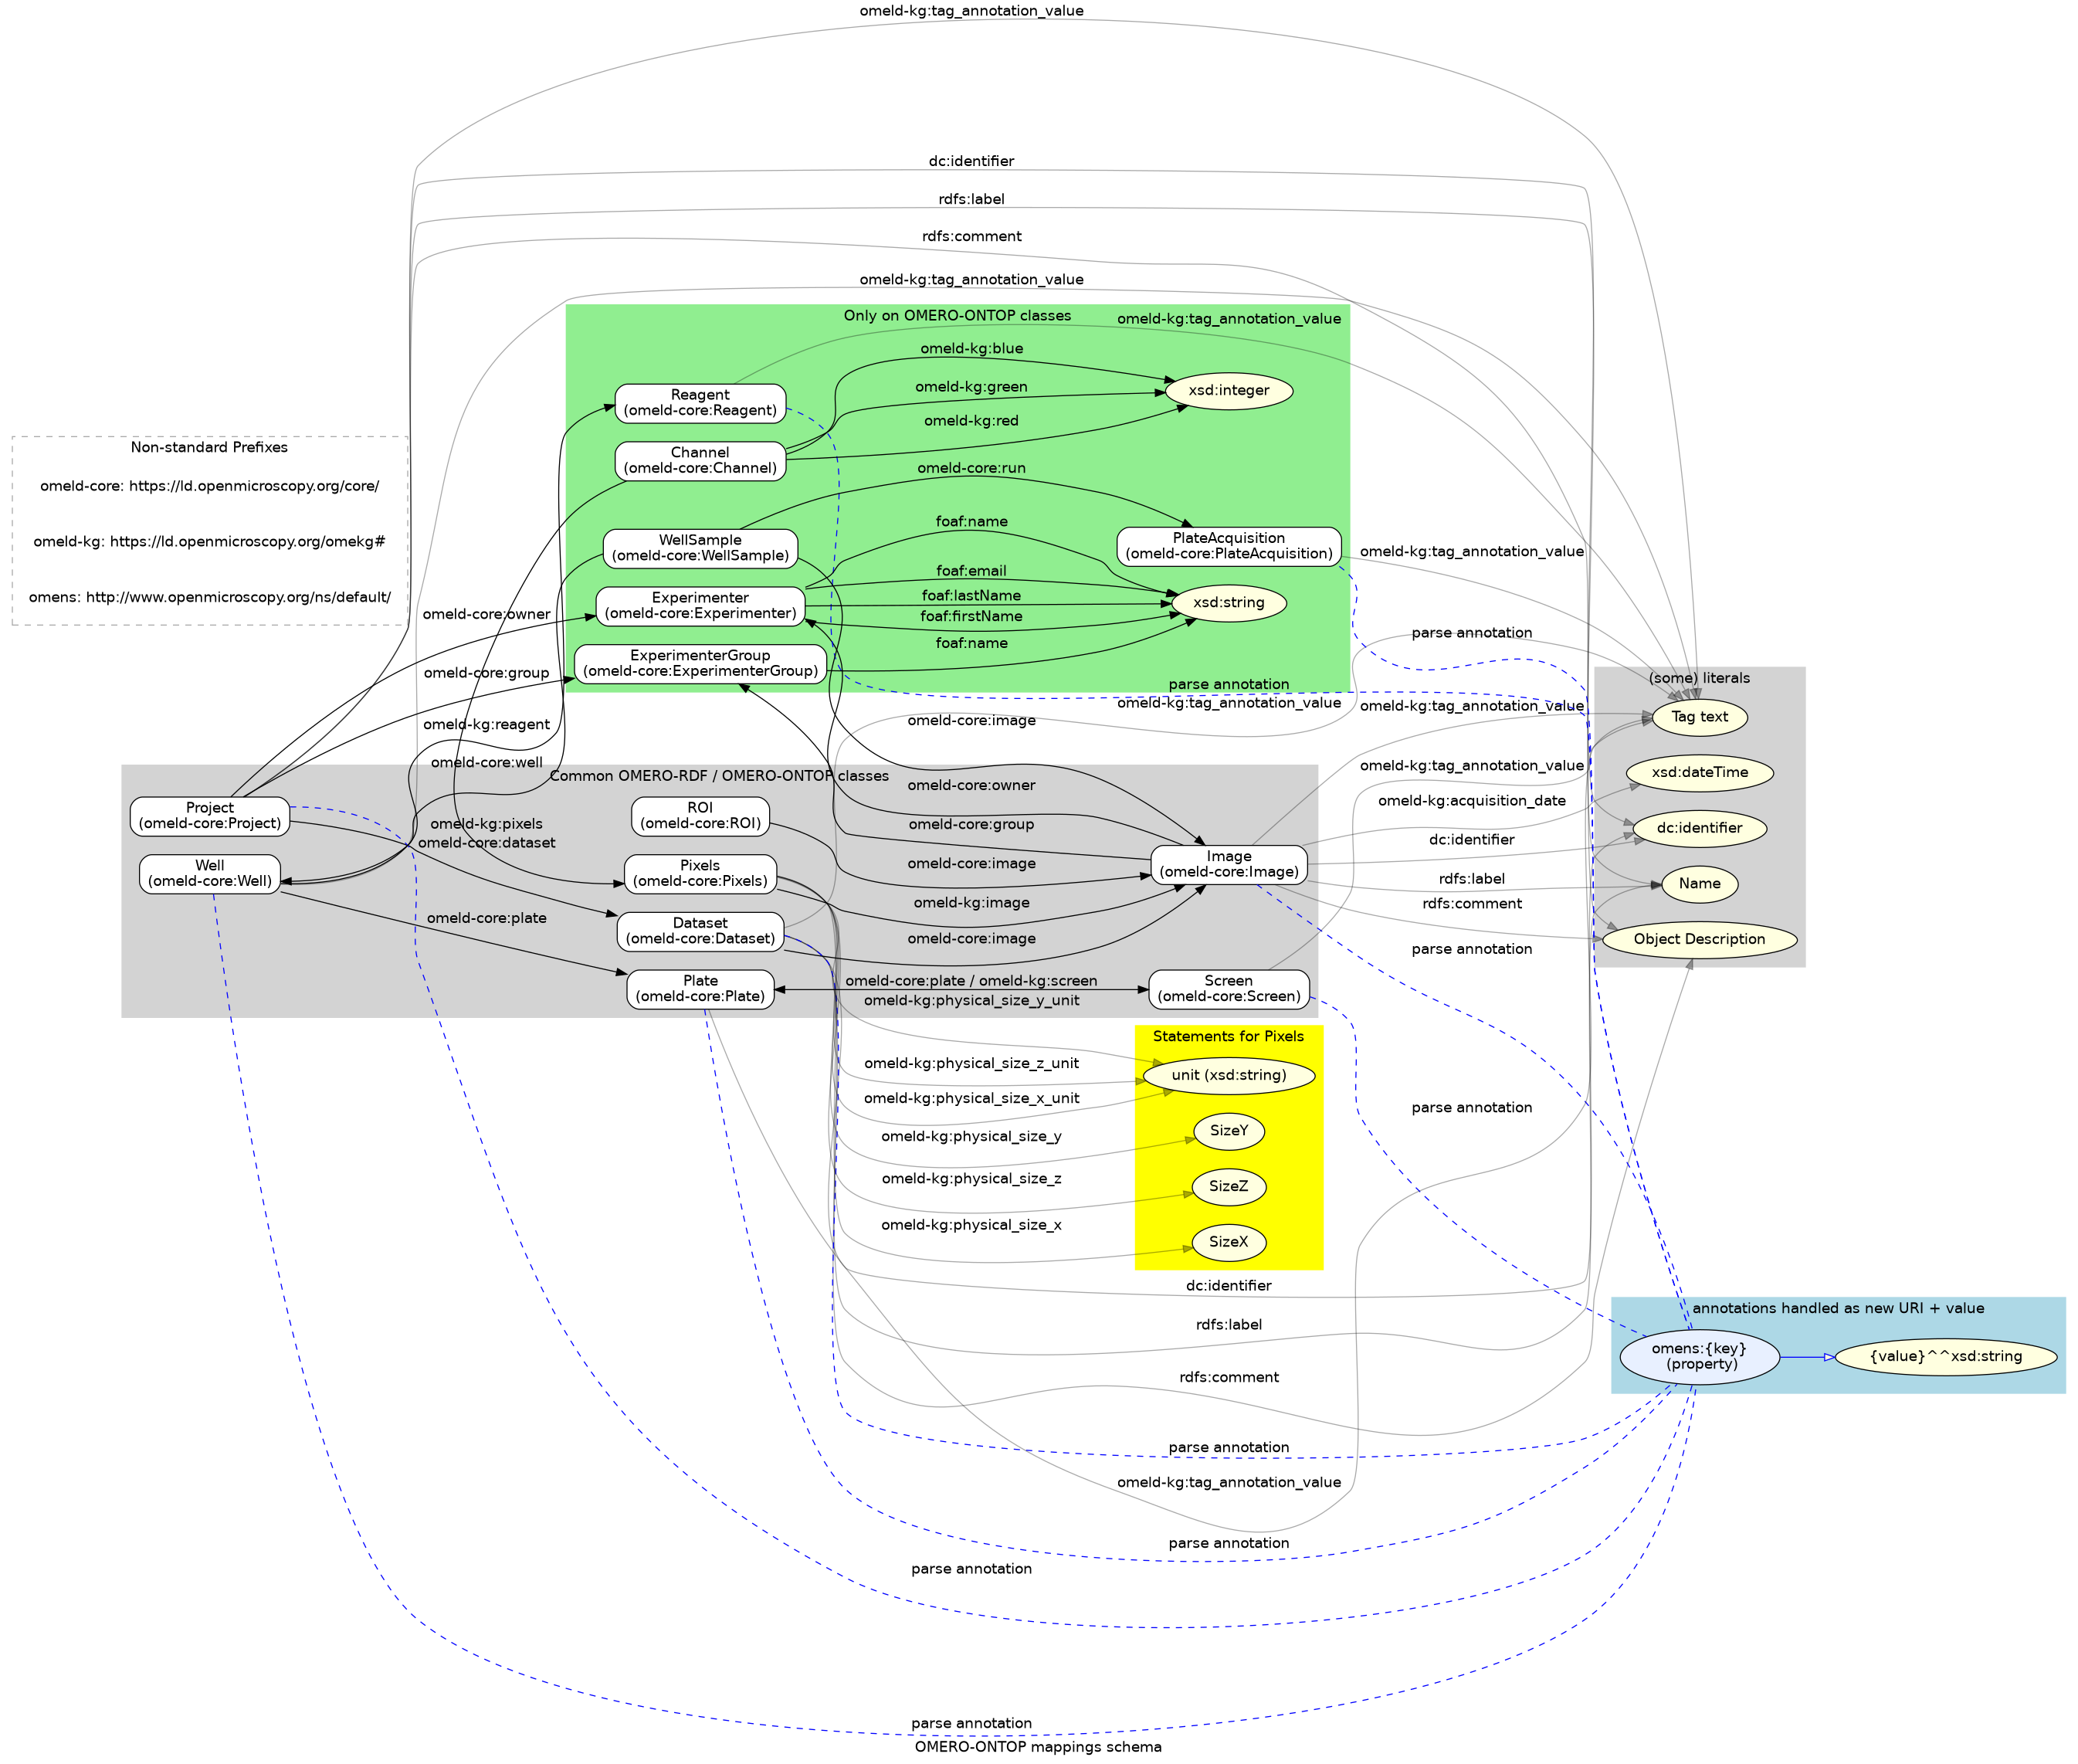 omeld-kg:tag_annotation_value
dc:identifier
rdfs:label
rdfs:comment
omeld-kg:tag_annotation_value
Only on OMERO-ONTOP classes
omeld-kg:tag_annotation_value
omeld-kg:blue
Reagent
(omeld-core:Reagent)
omeld-kg:green
xsd:integer
omeld-kg:red
Channel
(omeld-core:Channel)
Non-standard Prefixes
omeld-core: https://ld.openmicroscopy.org/core/
omeld-kg: https://ld.openmicroscopy.org/omekg#
omens: http://www.openmicroscopy.org/ns/default/
omeld-core:run
foaf:name
WellSample
(omeld-core:WellSample)
PlateAcquisition
(omeld-core:PlateAcquisition)
omeld-kg:tag_annotation_value
foaf:email
Experimenter
(omeld-core:Experimenter)
foaf:lastName
xsd:string
foaf:firstName
omeld-core:owner
foaf:name
parse annotation
ExperimenterGroup
(omeld-core:ExperimenterGroup)
omeld-core:group
parse annotation
(some) literals
omeld-kg:tag_annotation_value
omeld-kg:tag_annotation_value
Tag text
omeld-kg:reagent
omeld-core:image
omeld-core:well
Common OMERO-RDF / OMERO-ONTOP classes
omeld-kg:tag_annotation_value
xsd:dateTime
omeld-core:owner
omeld-kg:acquisition_date
Project
(omeld-core:Project)
ROI
(omeld-core:ROI)
omeld-kg:pixels
omeld-core:group
dc:identifier
dc:identifier
omeld-core:dataset
Well
(omeld-core:Well)
Pixels
(omeld-core:Pixels)
omeld-core:image
Image
(omeld-core:Image)
rdfs:label
Name
omeld-kg:image
rdfs:comment
omeld-core:plate
Dataset
(omeld-core:Dataset)
omeld-core:image
Object Description
parse annotation
Plate
(omeld-core:Plate)
omeld-core:plate / omeld-kg:screen
Screen
(omeld-core:Screen)
omeld-kg:physical_size_y_unit
Statements for Pixels
omeld-kg:physical_size_z_unit
unit (xsd:string)
omeld-kg:physical_size_x_unit
parse annotation
omeld-kg:physical_size_y
SizeY
omeld-kg:physical_size_z
SizeZ
omeld-kg:physical_size_x
SizeX
dc:identifier
annotations handled as new URI + value
rdfs:label
omens:{key}
(property)
{value}^^xsd:string
rdfs:comment
parse annotation
omeld-kg:tag_annotation_value
parse annotation
parse annotation
parse annotation
OMERO-ONTOP mappings schema